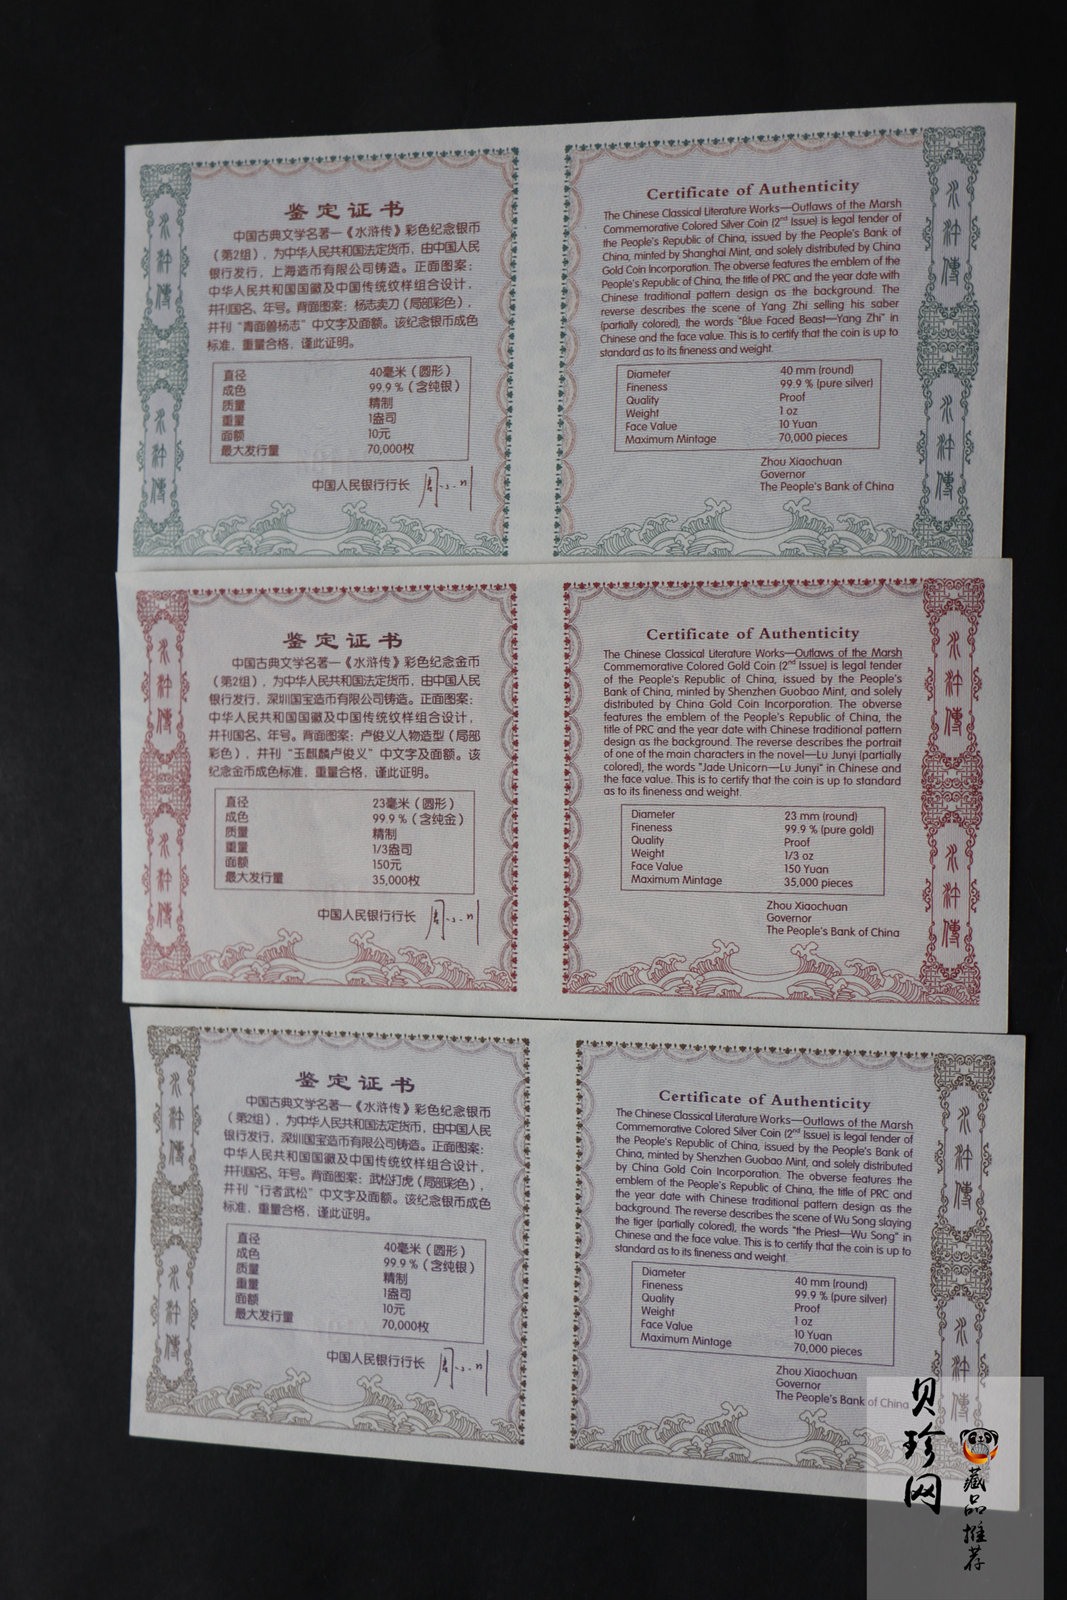 鉴定证书
中国古典文学名著—《水浒传》彩色纪念银币
（第2组），为中华人民共和国法定货币，由中国人民
银行发行，上海造币有限公司铸造。正面图案：
中华人民共和国国徽及中国传统纹样组合设计，
并刊国名、年号。背面图案：杨志卖刀（局部彩色），
并刊“青面兽杨志”中文字及面额。该纪念银币成色
标准，重量合格，谨此证明。
直径 40毫米（圆形）
成色 99.9％（含纯银）
质量 精制
重量 1盎司
面额 10元
最大发行量 70,000枚
中国人民银行行长
Certificate of Authenticity
The Chinese Classical Literature Works—Outlaws of the Marsh
Commemorative Colored Silver Coin (2nd Issue) is legal tender of
the People's Republic of China, issued by the People's Bank of
China, minted by Shanghai Mint, and solely distributed by China
Gold Coin Incorporation. The obverse features the emblem of the
People's Republic of China, the title of PRC and the year date with
Chinese traditional pattern design as the background. The
reverse describes the scene of Yang Zhi selling his saber
(partially colored), the words "Blue Faced Beast—Yang Zhi" in
Chinese and the face value. This is to certify that the coin is up to
standard as to its fineness and weight.
Diameter 40 mm (round)
Fineness 99.9 % (pure silver)
Quality Proof
Weight 1 oz
Face Value 10 Yuan
Maximum Mintage 70,000 pieces
Zhou Xiaochuan
Governor
The People's Bank of China
水浒傳
水浒傳
水浒傳
水浒傳
鉴定证书
中国古典文学名著—《水浒传》彩色纪念金币
（第2组），为中华人民共和国法定货币，由中国人民
银行发行，深圳国宝造币有限公司铸造。正面图案：
中华人民共和国国徽及中国传统纹样组合设计，
并刊国名、年号。背面图案：卢俊义人物造型（局部
彩色），并刊“玉麒麟卢俊义”中文字及面额。该
纪念金币成色标准，重量合格，谨此证明。
直径 23毫米（圆形）
成色 99.9％（含纯金）
质量 精制
重量 1/3盎司
面额 150元
最大发行量 35,000枚
中国人民银行行长
Certificate of Authenticity
The Chinese Classical Literature Works—Outlaws of the Marsh
Commemorative Colored Gold Coin (2nd Issue) is legal tender
of the People's Republic of China, issued by the People's
Bank of China, minted by Shenzhen Guobao Mint, and solely
distributed by China Gold Coin Incorporation. The obverse
features the emblem of the People's Republic of China, the
title of PRC and the year date with Chinese traditional pattern
design as the background. The reverse describes the portrait
of one of the main characters in the novel—Lu Junyi (partially
colored), the words "Jade Unicorn—Lu Junyi" in Chinese and
the face value. This is to certify that the coin is up to standard
as to its fineness and weight.
Diameter 23 mm (round)
Fineness 99.9 % (pure gold)
Quality Proof
Weight 1/3 oz
Face Value 150 Yuan
Maximum Mintage 35,000 pieces
Zhou Xiaochuan
Governor
The People's Bank of China
水浒傳
水浒傳
水浒傳
水浒傳
鉴定证书
中国古典文学名著—《水浒传》彩色纪念银币
（第2组），为中华人民共和国法定货币，由中国人民
银行发行，深圳国宝造币有限公司铸造。正面图案：
中华人民共和国国徽及中国传统纹样组合设计，
并刊国名、年号。背面图案：武松打虎（局部彩色），
并刊“行者武松”中文字及面额。该纪念银币成色
标准，重量合格，谨此证明。
直径 40毫米（圆形）
成色 99.9％（含纯银）
质量 精制
重量 1盎司
面额 10元
最大发行量 70,000枚
中国人民银行行长
Certificate of Authenticity
The Chinese Classical Literature Works—Outlaws of the Marsh
Commemorative Colored Silver Coin (2nd Issue) is legal tender of
the People's Republic of China, issued by the People's Bank of
China, minted by Shenzhen Guobao Mint, and solely distributed
by China Gold Coin Incorporation. The obverse features the
emblem of the People's Republic of China, the title of PRC and
the year date with Chinese traditional pattern design as the
background. The reverse describes the scene of Wu Song slaying
the tiger (partially colored), the words "the Priest—Wu Song" in
Chinese and the face value. This is to certify that the coin is up to
standard as to its fineness and weight.
Diameter 40 mm (round)
Fineness 99.9 % (pure silver)
Quality Proof
Weight 1 oz
Face Value 10 Yuan
Maximum Mintage 70,000 pieces
Zhou Xiaochuan
Governor
The People's Bank of China
水浒傳
水浒傳
水浒傳
水浒傳
贝珍网
藏品推荐